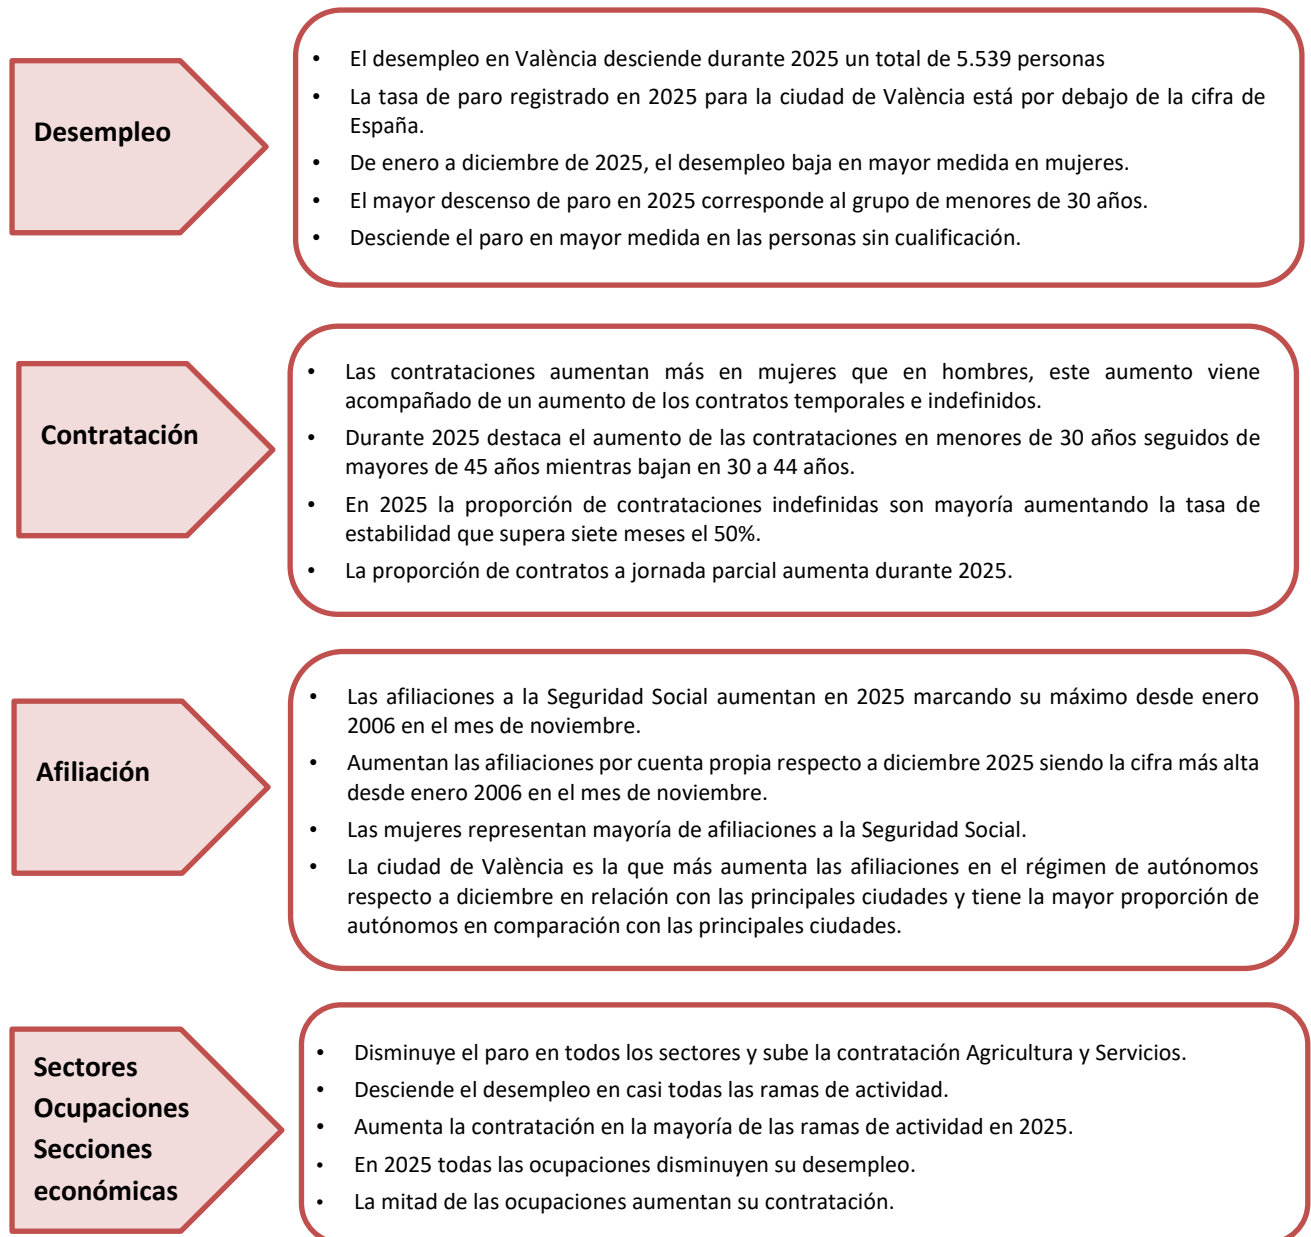 Desempleo
• El desempleo en València desciende durante 2025 un total de 5.539 personas
• La tasa de paro registrado en 2025 para la ciudad de València está por debajo de la cifra de
España.
• De enero a diciembre de 2025, el desempleo baja en mayor medida en mujeres.
• El mayor descenso de paro en 2025 corresponde al grupo de menores de 30 años.
• Desciende el paro en mayor medida en las personas sin cualificación.
Contratación
• Las contrataciones aumentan más en mujeres que en hombres, este aumento viene
acompañado de un aumento de los contratos temporales e indefinidos.
• Durante 2025 destaca el aumento de las contrataciones en menores de 30 años seguidos de
mayores de 45 años mientras bajan en 30 a 44 años.
• En 2025 la proporción de contrataciones indefinidas son mayoría aumentando la tasa de
estabilidad que supera siete meses el 50%.
• La proporción de contratos a jornada parcial aumenta durante 2025.
Afiliación
• Las afiliaciones a la Seguridad Social aumentan en 2025 marcando su máximo desde enero
2006 en el mes de noviembre.
• Aumentan las afiliaciones por cuenta propia respecto a diciembre 2025 siendo la cifra más alta
desde enero 2006 en el mes de noviembre.
• Las mujeres representan mayoría de afiliaciones a la Seguridad Social.
• La ciudad de València es la que más aumenta las afiliaciones en el régimen de autónomos
respecto a diciembre en relación con las principales ciudades y tiene la mayor proporción de
autónomos en comparación con las principales ciudades.
Sectores
Ocupaciones
Secciones
económicas
• Disminuye el paro en todos los sectores y sube la contratación Agricultura y Servicios.
• Desciende el desempleo en casi todas las ramas de actividad.
• Aumenta la contratación en la mayoría de las ramas de actividad en 2025.
• En 2025 todas las ocupaciones disminuyen su desempleo.
• La mitad de las ocupaciones aumentan su contratación.